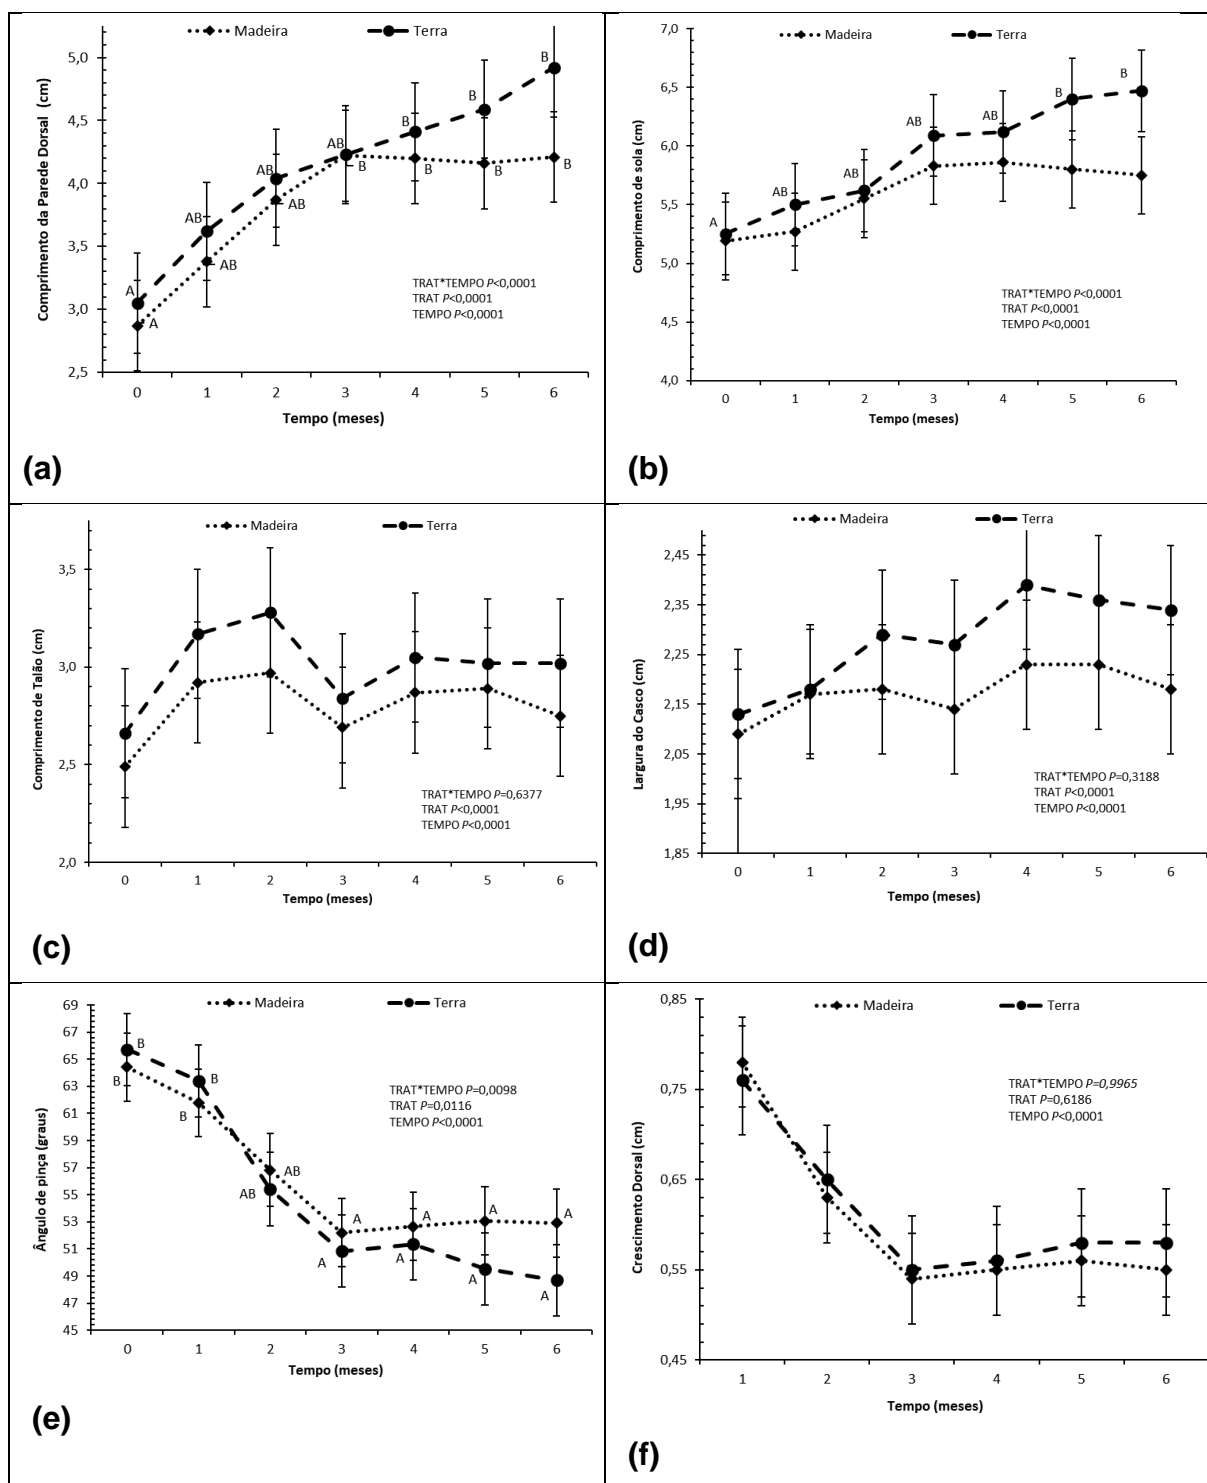 Madeira Terra
Comprimento da Parede Dorsal (cm)
5,0
4,5
4,0
3,5
3,0
2,5
A AB AB AB B B B
A AB AB B B B B
TRAT*TEMPO P<0,0001
TRAT P<0,0001
TEMPO P<0,0001
0 1 2 3 4 5 6
Tempo (meses)
(a)
Madeira Terra
Comprimento de sola (cm)
7,0
6,5
6,0
5,5
5,0
4,5
4,0
A AB AB AB AB B B
TRAT*TEMPO P<0,0001
TRAT P<0,0001
TEMPO P<0,0001
0 1 2 3 4 5 6
Tempo (meses)
(b)
Madeira Terra
Comprimento de Talão (cm)
3,5
3,0
2,5
2,0
TRAT*TEMPO P=0,6377
TRAT P<0,0001
TEMPO P<0,0001
0 1 2 3 4 5 6
Tempo (meses)
(c)
Madeira Terra
Largura do Casco (cm)
2,45
2,35
2,25
2,15
2,05
1,95
1,85
TRAT*TEMPO P=0,3188
TRAT P<0,0001
TEMPO P<0,0001
0 1 2 3 4 5 6
Tempo (meses)
(d)
Madeira Terra
Ângulo de pinça (graus)
69
67
65
63
61
59
57
55
53
51
49
47
45
B B AB A A A A
B B AB A A A A
TRAT*TEMPO P=0,0098
TRAT P=0,0116
TEMPO P<0,0001
0 1 2 3 4 5 6
Tempo (meses)
(e)
Madeira Terra
Crescimento Dorsal (cm)
0,85
0,75
0,65
0,55
0,45
TRAT*TEMPO P=0,9965
TRAT P=0,6186
TEMPO P<0,0001
1 2 3 4 5 6
Tempo (meses)
(f)